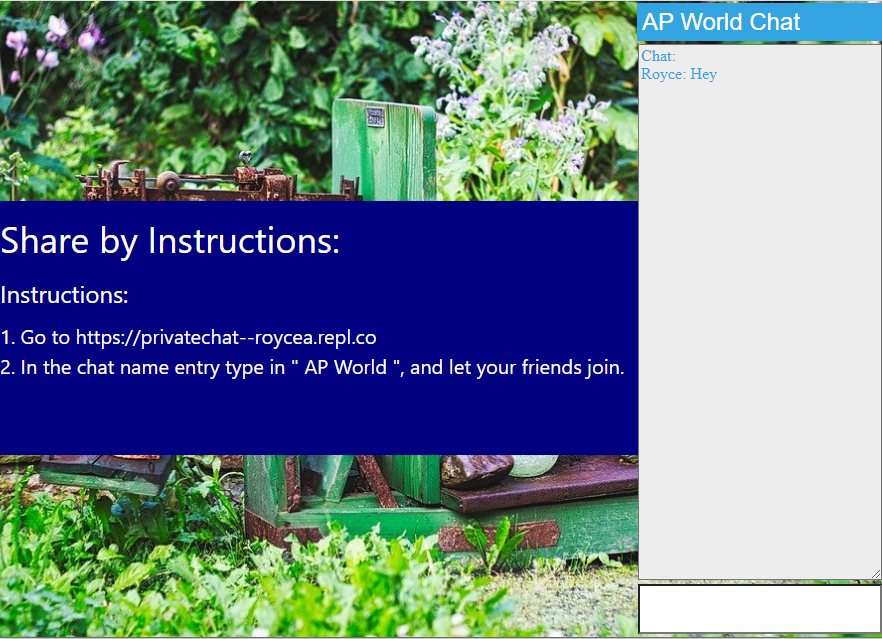 AP World Chat
Chat:
Royce: Hey
Share by Instructions:
Instructions:
1. Go to https://privatechat--roycea.repl.co
2. In the chat name entry type in " AP World ", and let your friends join.